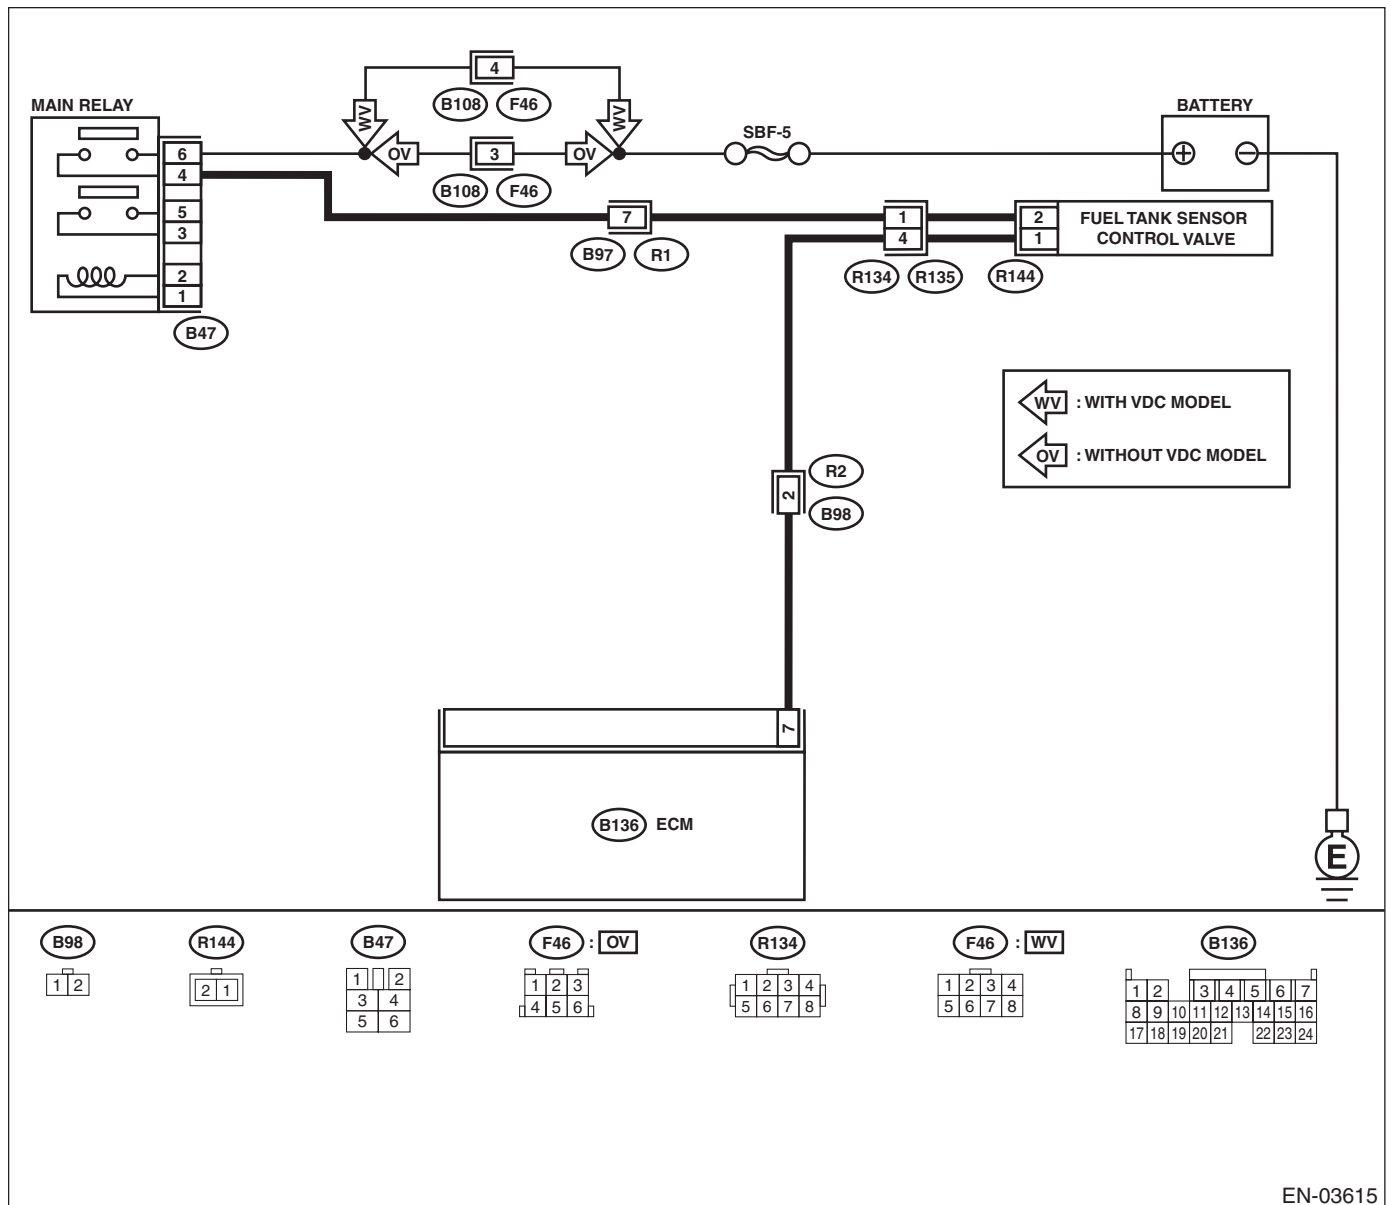 4
B108 F46
MAIN RELAY
BATTERY
WV
WV
SBF-5
6
4
5
3
2
1
B47
OV
3
OV
B108 F46
7
B97 R1
1
4
R134 R135
2
1
R144
FUEL TANK SENSOR
CONTROL VALVE
WV : WITH VDC MODEL
OV : WITHOUT VDC MODEL
2
R2
B98
7
B136 ECM
E
B98
1 2
R144
2 1
B47
1 2
3 4
5 6
F46 : OV
1 2 3
4 5 6
R134
1 2 3 4
5 6 7 8
F46 : WV
1 2 3 4
5 6 7 8
B136
1 2 3 4 5 6 7
8 9 10 11 12 13 14 15 16
17 18 19 20 21 22 23 24
EN-03615